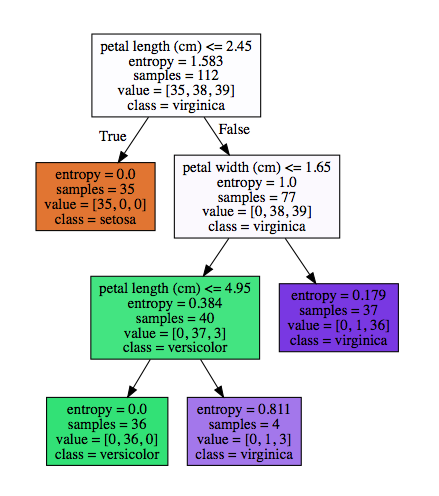 petal length (cm) <= 2.45
entropy = 1.583
samples = 112
value = [35, 38, 39]
class = virginica
True
False
entropy = 0.0
samples = 35
value = [35, 0, 0]
class = setosa
petal width (cm) <= 1.65
entropy = 1.0
samples = 77
value = [0, 38, 39]
class = virginica
petal length (cm) <= 4.95
entropy = 0.384
samples = 40
value = [0, 37, 3]
class = versicolor
entropy = 0.179
samples = 37
value = [0, 1, 36]
class = virginica
entropy = 0.0
samples = 36
value = [0, 36, 0]
class = versicolor
entropy = 0.811
samples = 4
value = [0, 1, 3]
class = virginica